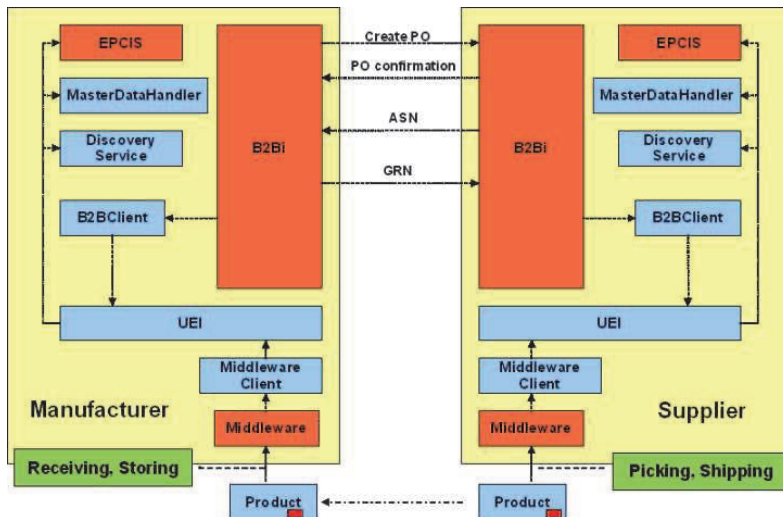 EPCIS
MasterDataHandler
Discovery
Service
B2BClient
B2Bi
UEI
Middleware
Client
Manufacturer
Middleware
Receiving, Storing
Product
Create PO
PO confirmation
ASN
GRN
B2Bi
EPCIS
MasterDataHandler
Discovery
Service
B2BClient
UEI
Middleware
Client
Supplier
Middleware
Picking, Shipping
Product